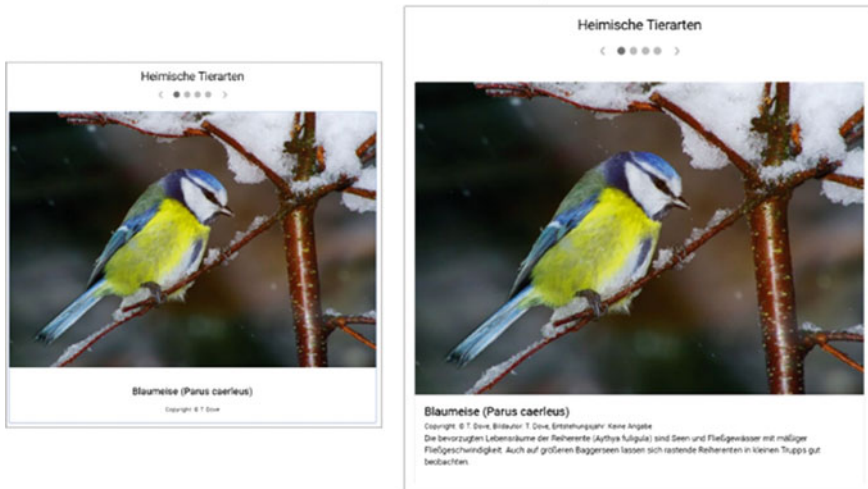 Heimische Tierarten
Blaumeise (Parus caerleus)
Copyright: © T. Dove
Heimische Tierarten
Blaumeise (Parus caerleus)
Copyright: © T. Dove, Bildautor: T. Dove, Entstehungsjahr: Keine Angabe
Die bevorzugten Lebensräume der Reiherente (Aythya fuligula) sind Seen und Fließgewässer mit mäßiger
Fließgeschwindigkeit. Auch auf größeren Baggerseen lassen sich rastende Reiherenten in kleinen Trupps gut
beobachten.